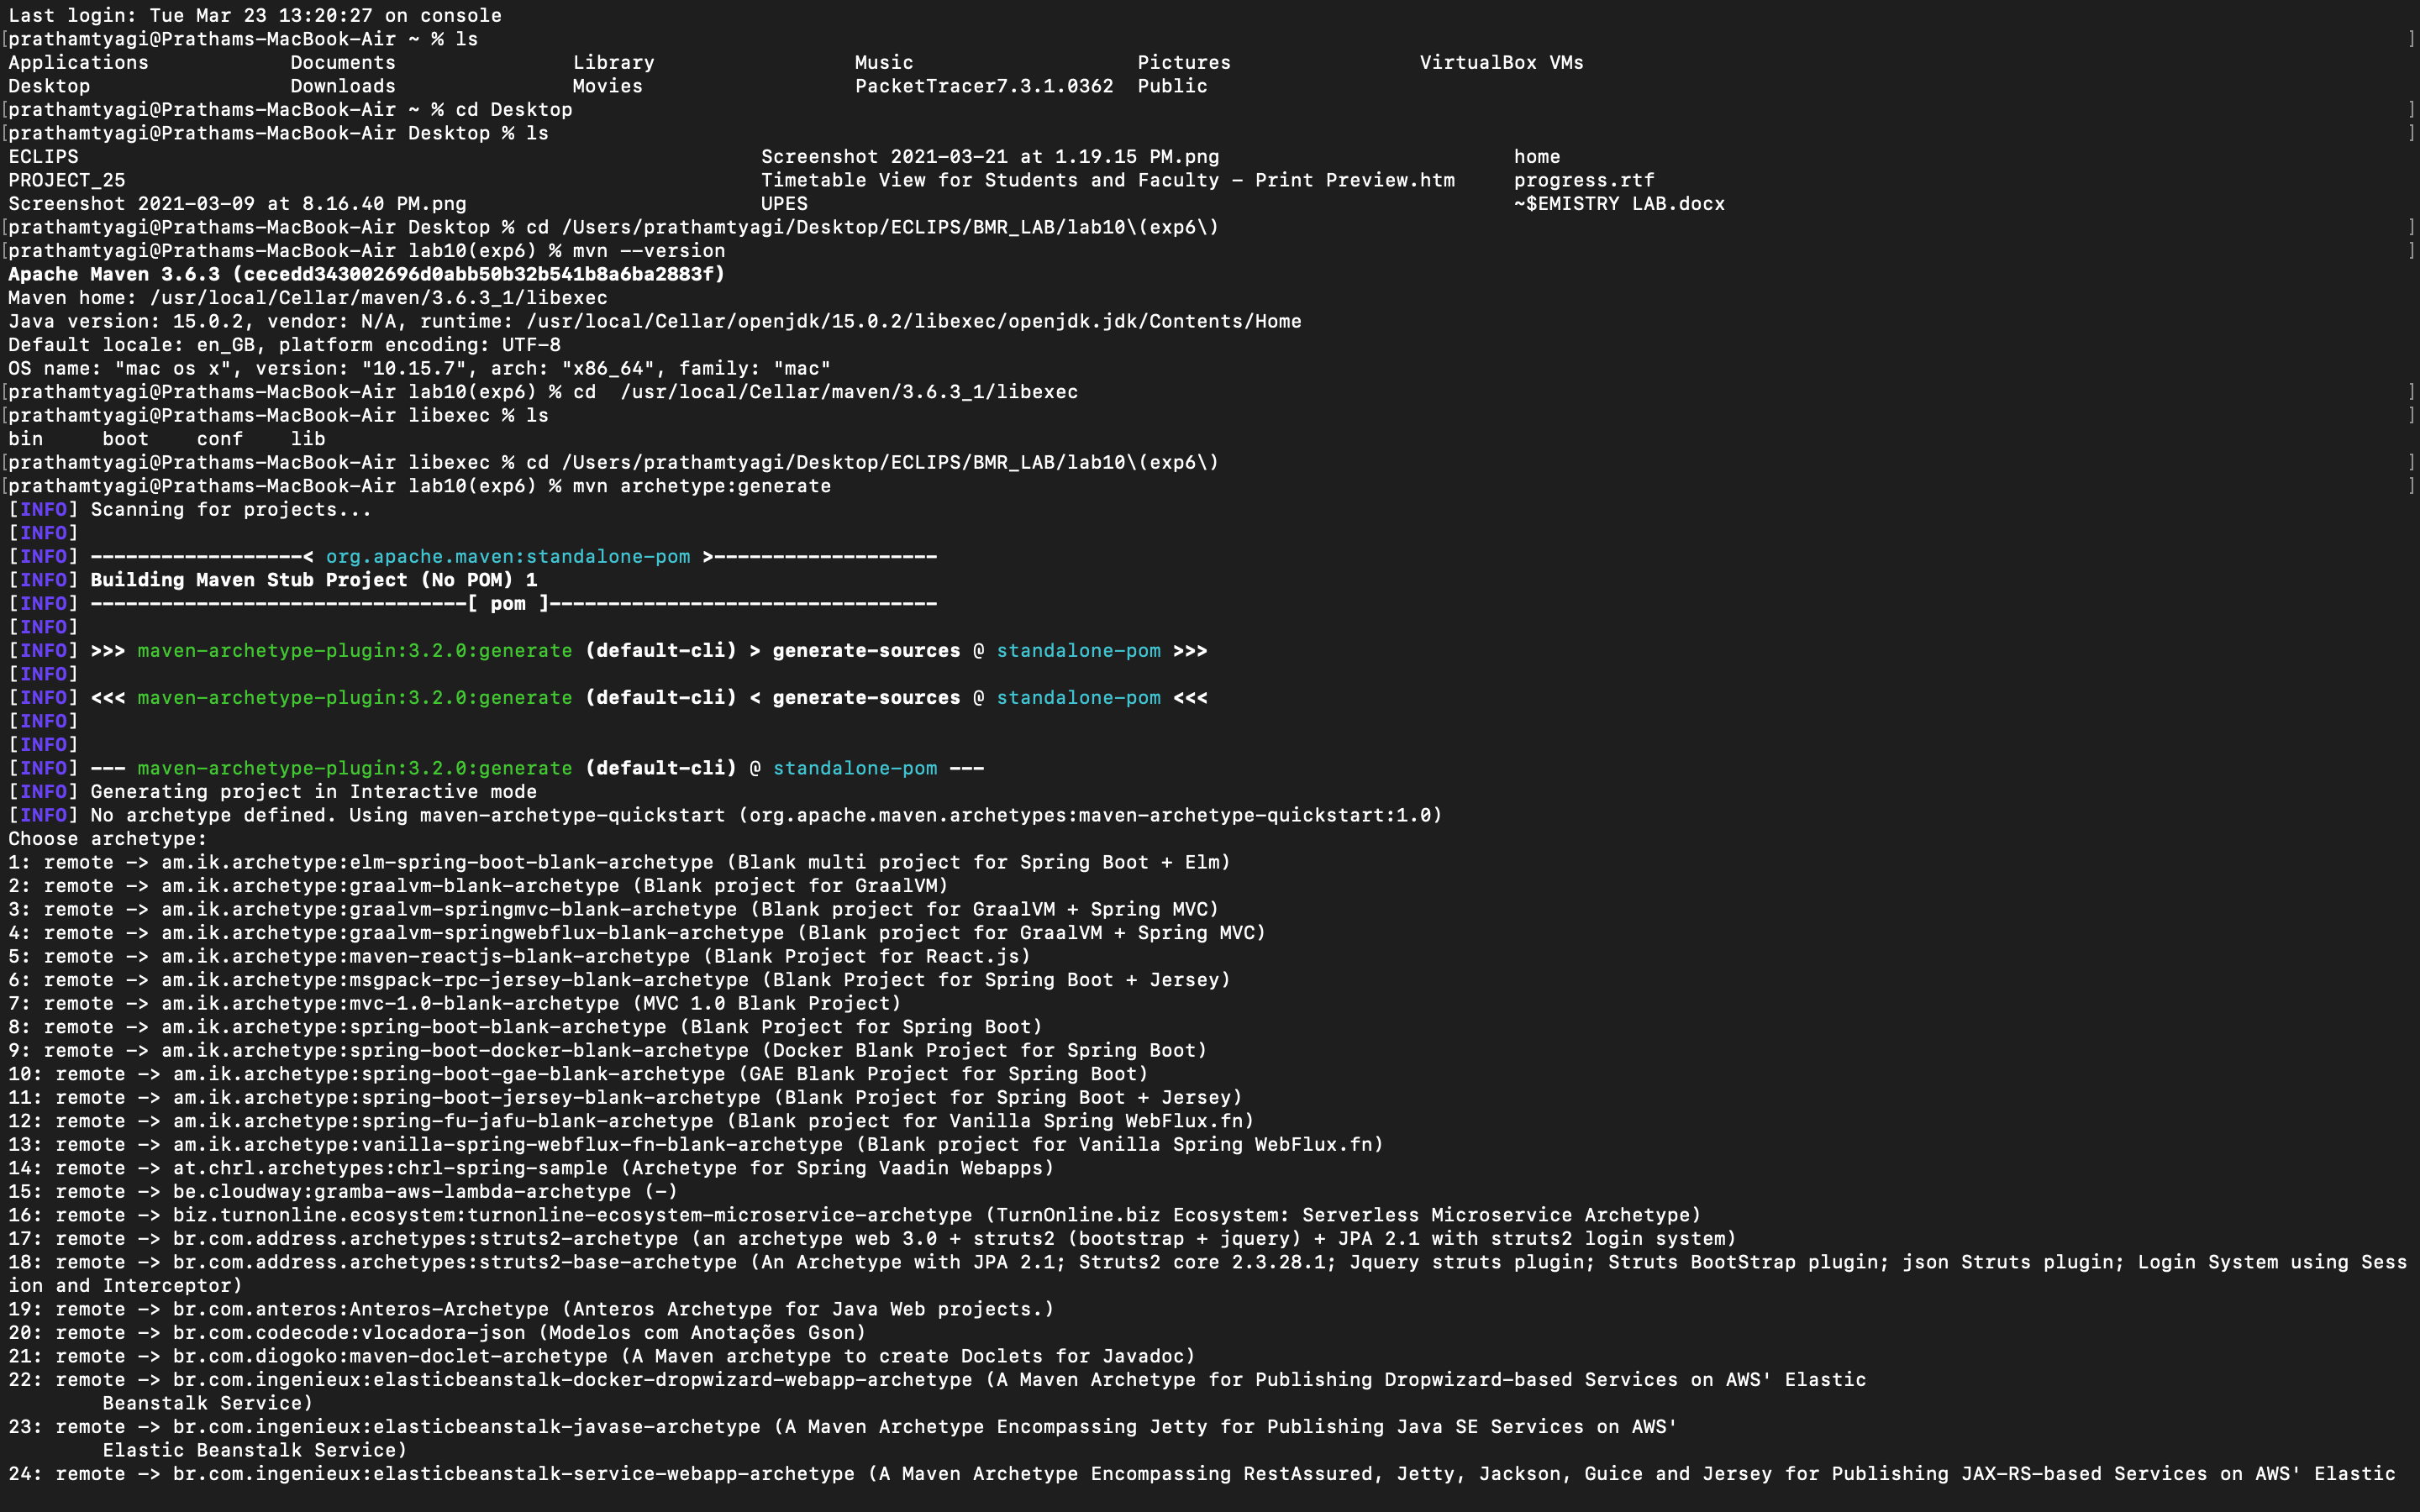 Last login: Tue Mar 23 13:20:27 on console
[prathamtyagi@Prathams-MacBook-Air ~ % ls ]
Applications Documents Library Music Pictures VirtualBox VMs
Desktop Downloads Movies PacketTracer7.3.1.0362 Public
[prathamtyagi@Prathams-MacBook-Air ~ % cd Desktop ]
[prathamtyagi@Prathams-MacBook-Air Desktop % ls ]
ECLIPS Screenshot 2021-03-21 at 1.19.15 PM.png home
PROJECT_25 Timetable View for Students and Faculty - Print Preview.htm progress.rtf
Screenshot 2021-03-09 at 8.16.40 PM.png UPES ~$EMISTRY LAB.docx
[prathamtyagi@Prathams-MacBook-Air Desktop % cd /Users/prathamtyagi/Desktop/ECLIPS/BMR_LAB/lab10\(exp6\) ]
[prathamtyagi@Prathams-MacBook-Air lab10(exp6) % mvn --version ]
Apache Maven 3.6.3 (cecedd343002696d0abb50b32b541b8a6ba2883f)
Maven home: /usr/local/Cellar/maven/3.6.3_1/libexec
Java version: 15.0.2, vendor: N/A, runtime: /usr/local/Cellar/openjdk/15.0.2/libexec/openjdk.jdk/Contents/Home
Default locale: en_GB, platform encoding: UTF-8
OS name: "mac os x", version: "10.15.7", arch: "x86_64", family: "mac"
[prathamtyagi@Prathams-MacBook-Air lab10(exp6) % cd  /usr/local/Cellar/maven/3.6.3_1/libexec ]
[prathamtyagi@Prathams-MacBook-Air libexec % ls ]
bin boot conf lib
[prathamtyagi@Prathams-MacBook-Air libexec % cd /Users/prathamtyagi/Desktop/ECLIPS/BMR_LAB/lab10\(exp6\) ]
[prathamtyagi@Prathams-MacBook-Air lab10(exp6) % mvn archetype:generate ]
[INFO] Scanning for projects...
[INFO]
[INFO] ------------------< org.apache.maven:standalone-pom >-------------------
[INFO] Building Maven Stub Project (No POM) 1
[INFO] --------------------------------[ pom ]---------------------------------
[INFO]
[INFO] >>> maven-archetype-plugin:3.2.0:generate (default-cli) > generate-sources @ standalone-pom >>>
[INFO]
[INFO] <<< maven-archetype-plugin:3.2.0:generate (default-cli) < generate-sources @ standalone-pom <<<
[INFO]
[INFO]
[INFO] --- maven-archetype-plugin:3.2.0:generate (default-cli) @ standalone-pom ---
[INFO] Generating project in Interactive mode
[INFO] No archetype defined. Using maven-archetype-quickstart (org.apache.maven.archetypes:maven-archetype-quickstart:1.0)
Choose archetype:
1: remote -> am.ik.archetype:elm-spring-boot-blank-archetype (Blank multi project for Spring Boot + Elm)
2: remote -> am.ik.archetype:graalvm-blank-archetype (Blank project for GraalVM)
3: remote -> am.ik.archetype:graalvm-springmvc-blank-archetype (Blank project for GraalVM + Spring MVC)
4: remote -> am.ik.archetype:graalvm-springwebflux-blank-archetype (Blank project for GraalVM + Spring MVC)
5: remote -> am.ik.archetype:maven-reactjs-blank-archetype (Blank Project for React.js)
6: remote -> am.ik.archetype:msgpack-rpc-jersey-blank-archetype (Blank Project for Spring Boot + Jersey)
7: remote -> am.ik.archetype:mvc-1.0-blank-archetype (MVC 1.0 Blank Project)
8: remote -> am.ik.archetype:spring-boot-blank-archetype (Blank Project for Spring Boot)
9: remote -> am.ik.archetype:spring-boot-docker-blank-archetype (Docker Blank Project for Spring Boot)
10: remote -> am.ik.archetype:spring-boot-gae-blank-archetype (GAE Blank Project for Spring Boot)
11: remote -> am.ik.archetype:spring-boot-jersey-blank-archetype (Blank Project for Spring Boot + Jersey)
12: remote -> am.ik.archetype:spring-fu-jafu-blank-archetype (Blank project for Vanilla Spring WebFlux.fn)
13: remote -> am.ik.archetype:vanilla-spring-webflux-fn-blank-archetype (Blank project for Vanilla Spring WebFlux.fn)
14: remote -> at.chrl.archetypes:chrl-spring-sample (Archetype for Spring Vaadin Webapps)
15: remote -> be.cloudway:gramba-aws-lambda-archetype (-)
16: remote -> biz.turnonline.ecosystem:turnonline-ecosystem-microservice-archetype (TurnOnline.biz Ecosystem: Serverless Microservice Archetype)
17: remote -> br.com.address.archetypes:struts2-archetype (an archetype web 3.0 + struts2 (bootstrap + jquery) + JPA 2.1 with struts2 login system)
18: remote -> br.com.address.archetypes:struts2-base-archetype (An Archetype with JPA 2.1; Struts2 core 2.3.28.1; Jquery struts plugin; Struts BootStrap plugin; json Struts plugin; Login System using Sess
ion and Interceptor)
19: remote -> br.com.anteros:Anteros-Archetype (Anteros Archetype for Java Web projects.)
20: remote -> br.com.codecode:vlocadora-json (Modelos com Anotações Gson)
21: remote -> br.com.diogoko:maven-doclet-archetype (A Maven archetype to create Doclets for Javadoc)
22: remote -> br.com.ingenieux:elasticbeanstalk-docker-dropwizard-webapp-archetype (A Maven Archetype for Publishing Dropwizard-based Services on AWS' Elastic
Beanstalk Service)
23: remote -> br.com.ingenieux:elasticbeanstalk-javase-archetype (A Maven Archetype Encompassing Jetty for Publishing Java SE Services on AWS'
Elastic Beanstalk Service)
24: remote -> br.com.ingenieux:elasticbeanstalk-service-webapp-archetype (A Maven Archetype Encompassing RestAssured, Jetty, Jackson, Guice and Jersey for Publishing JAX-RS-based Services on AWS' Elastic